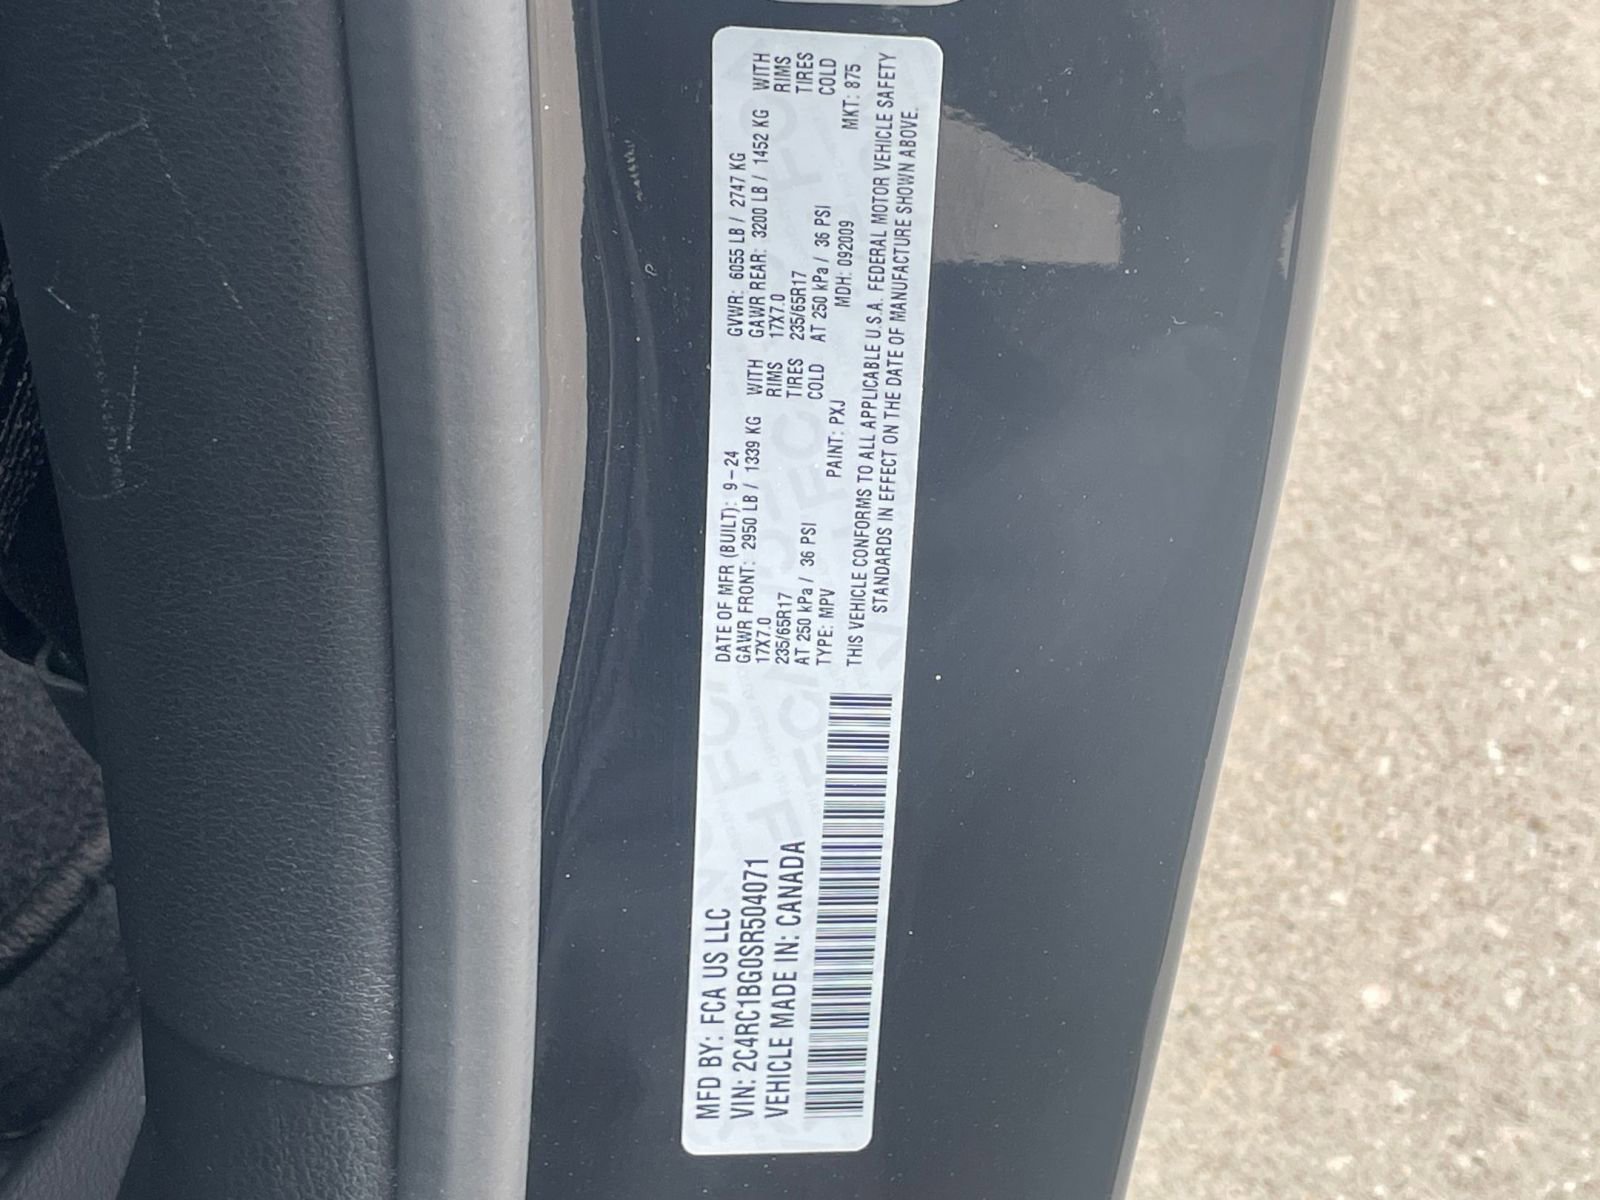 MFD BY: FCA US LLC
VIN: 2C4RC1BG0SR504071
VEHICLE MADE IN: CANADA
DATE OF MFR (BUILT): 9-24 GVWR: 6055 LB / 2747 KG
GAWR FRONT: 2950 LB / 1339 KG WITH GAWR REAR: 3200 LB / 1452 KG WITH
17X7.0 RIMS 17X7.0 RIMS
235/65R17 TIRES 235/65R17 TIRES
AT 250 kPa / 36 PSI COLD AT 250 kPa / 36 PSI COLD
TYPE: MPV PAINT: PXJ MDH: 092009 MKT: 875
THIS VEHICLE CONFORMS TO ALL APPLICABLE U.S.A. FEDERAL MOTOR VEHICLE SAFETY
STANDARDS IN EFFECT ON THE DATE OF MANUFACTURE SHOWN ABOVE.